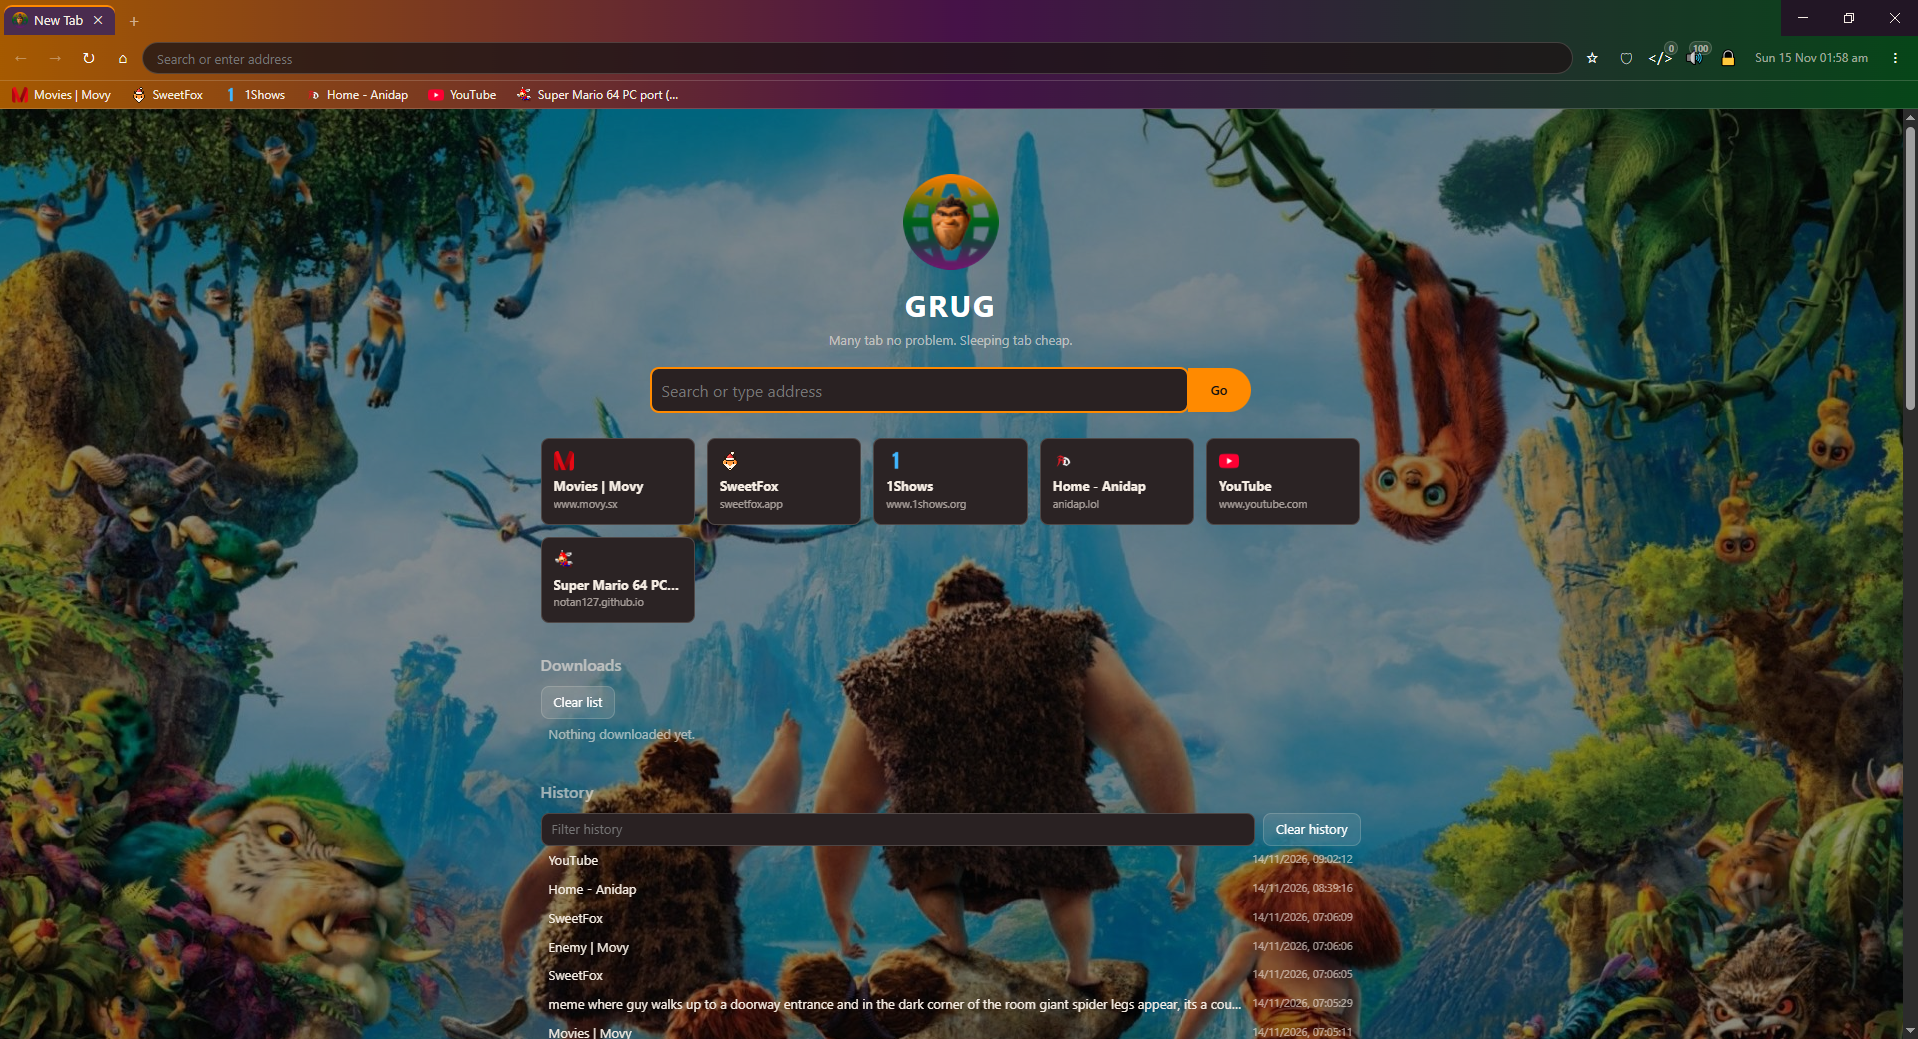 New Tab
Search or enter address
0
100
Sun 15 Nov 01:58 am
Movies | Movy
SweetFox
1Shows
Home - Anidap
YouTube
Super Mario 64 PC port (...
GRUG
Many tab no problem. Sleeping tab cheap.
Search or type address
Go
Movies | Movy
www.movy.sx
SweetFox
sweetfox.app
1Shows
www.1shows.org
Home - Anidap
anidap.lol
YouTube
www.youtube.com
Super Mario 64 PC...
notan127.github.io
Downloads
Clear list
Nothing downloaded yet.
History
Filter history
Clear history
YouTube 14/11/2026, 09:02:12
Home - Anidap 14/11/2026, 08:39:16
SweetFox 14/11/2026, 07:06:09
Enemy | Movy 14/11/2026, 07:06:06
SweetFox 14/11/2026, 07:06:05
meme where guy walks up to a doorway entrance and in the dark corner of the room giant spider legs appear, its a cou... 14/11/2026, 07:05:29
Movies | Movy 14/11/2026, 07:05:11